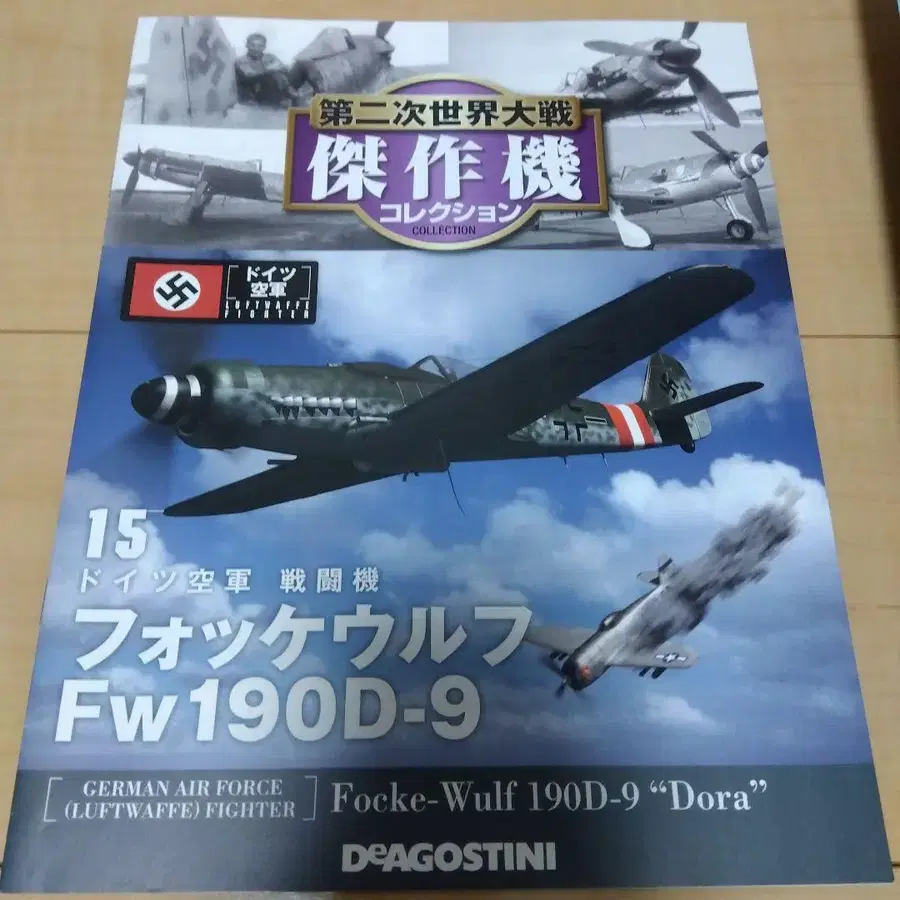 第二次世界大戦
傑作機
コレクション
COLLECTION
ドイツ
空軍
LUFTWAFFE
FIGHTER
15
ドイツ空軍 戦闘機
フォッケウルフ
Fw190D-9
GERMAN AIR FORCE
(LUFTWAFFE) FIGHTER
Focke-Wulf 190D-9 “Dora”
DeAGOSTINI